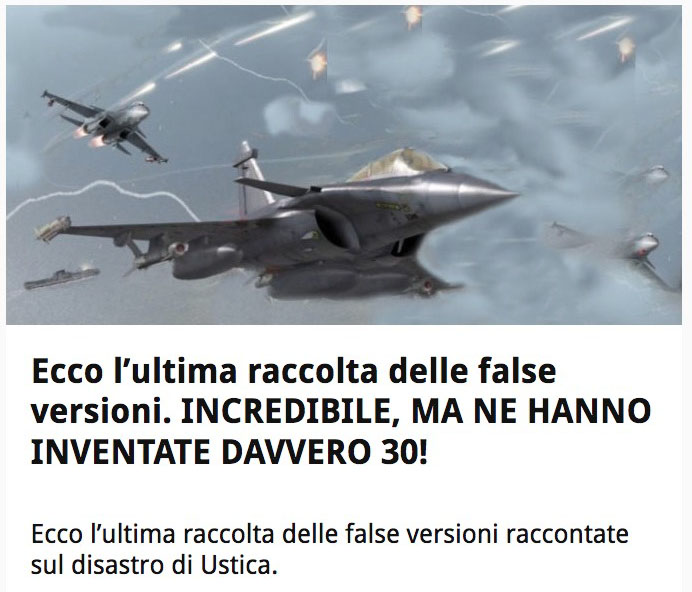 Ecco l’ultima raccolta delle false
versioni. INCREDIBILE, MA NE HANNO
INVENTATE DAVVERO 30!
Ecco l’ultima raccolta delle false versioni raccontate
sul disastro di Ustica.